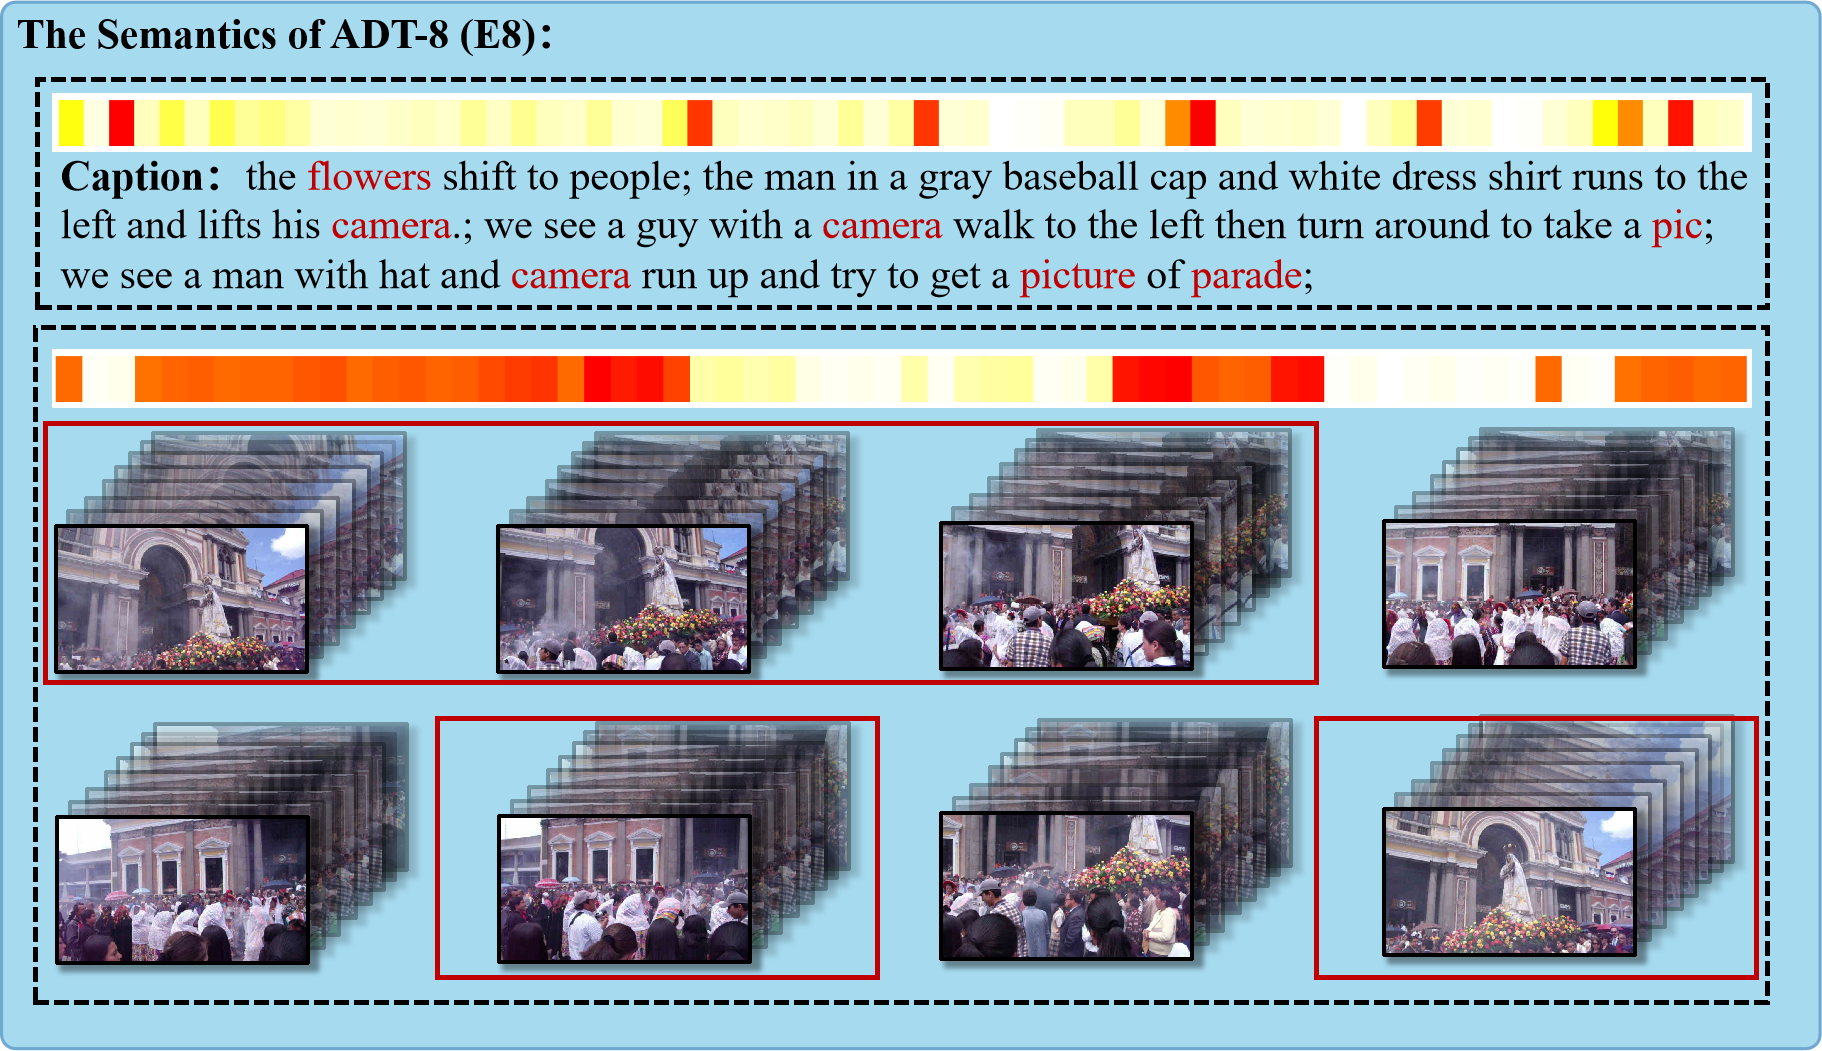 The Semantics of ADT-8 (E8):
Caption: the flowers shift to people; the man in a gray baseball cap and white dress shirt runs to the
left and lifts his camera.; we see a guy with a camera walk to the left then turn around to take a pic;
we see a man with hat and camera run up and try to get a picture of parade;